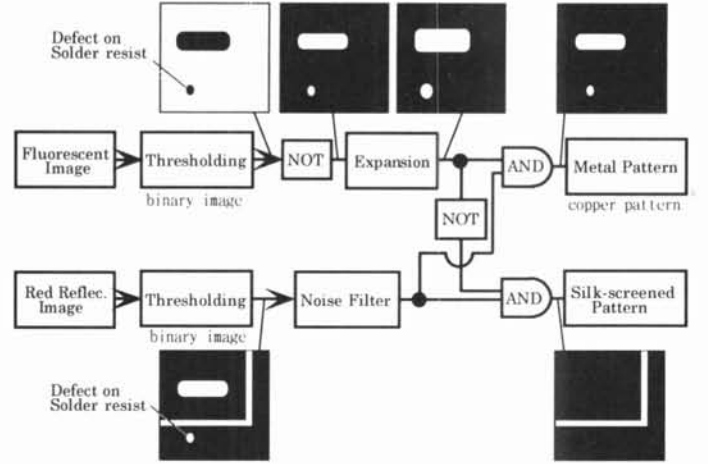 Defect on
Solder resist
Fluorescent
Image
Thresholding
binary image
NOT
Expansion
AND
Metal Pattern
copper pattern
NOT
Red Reflec.
Image
Thresholding
binary image
Noise Filter
AND
Silk-screened
Pattern
Defect on
Solder resist